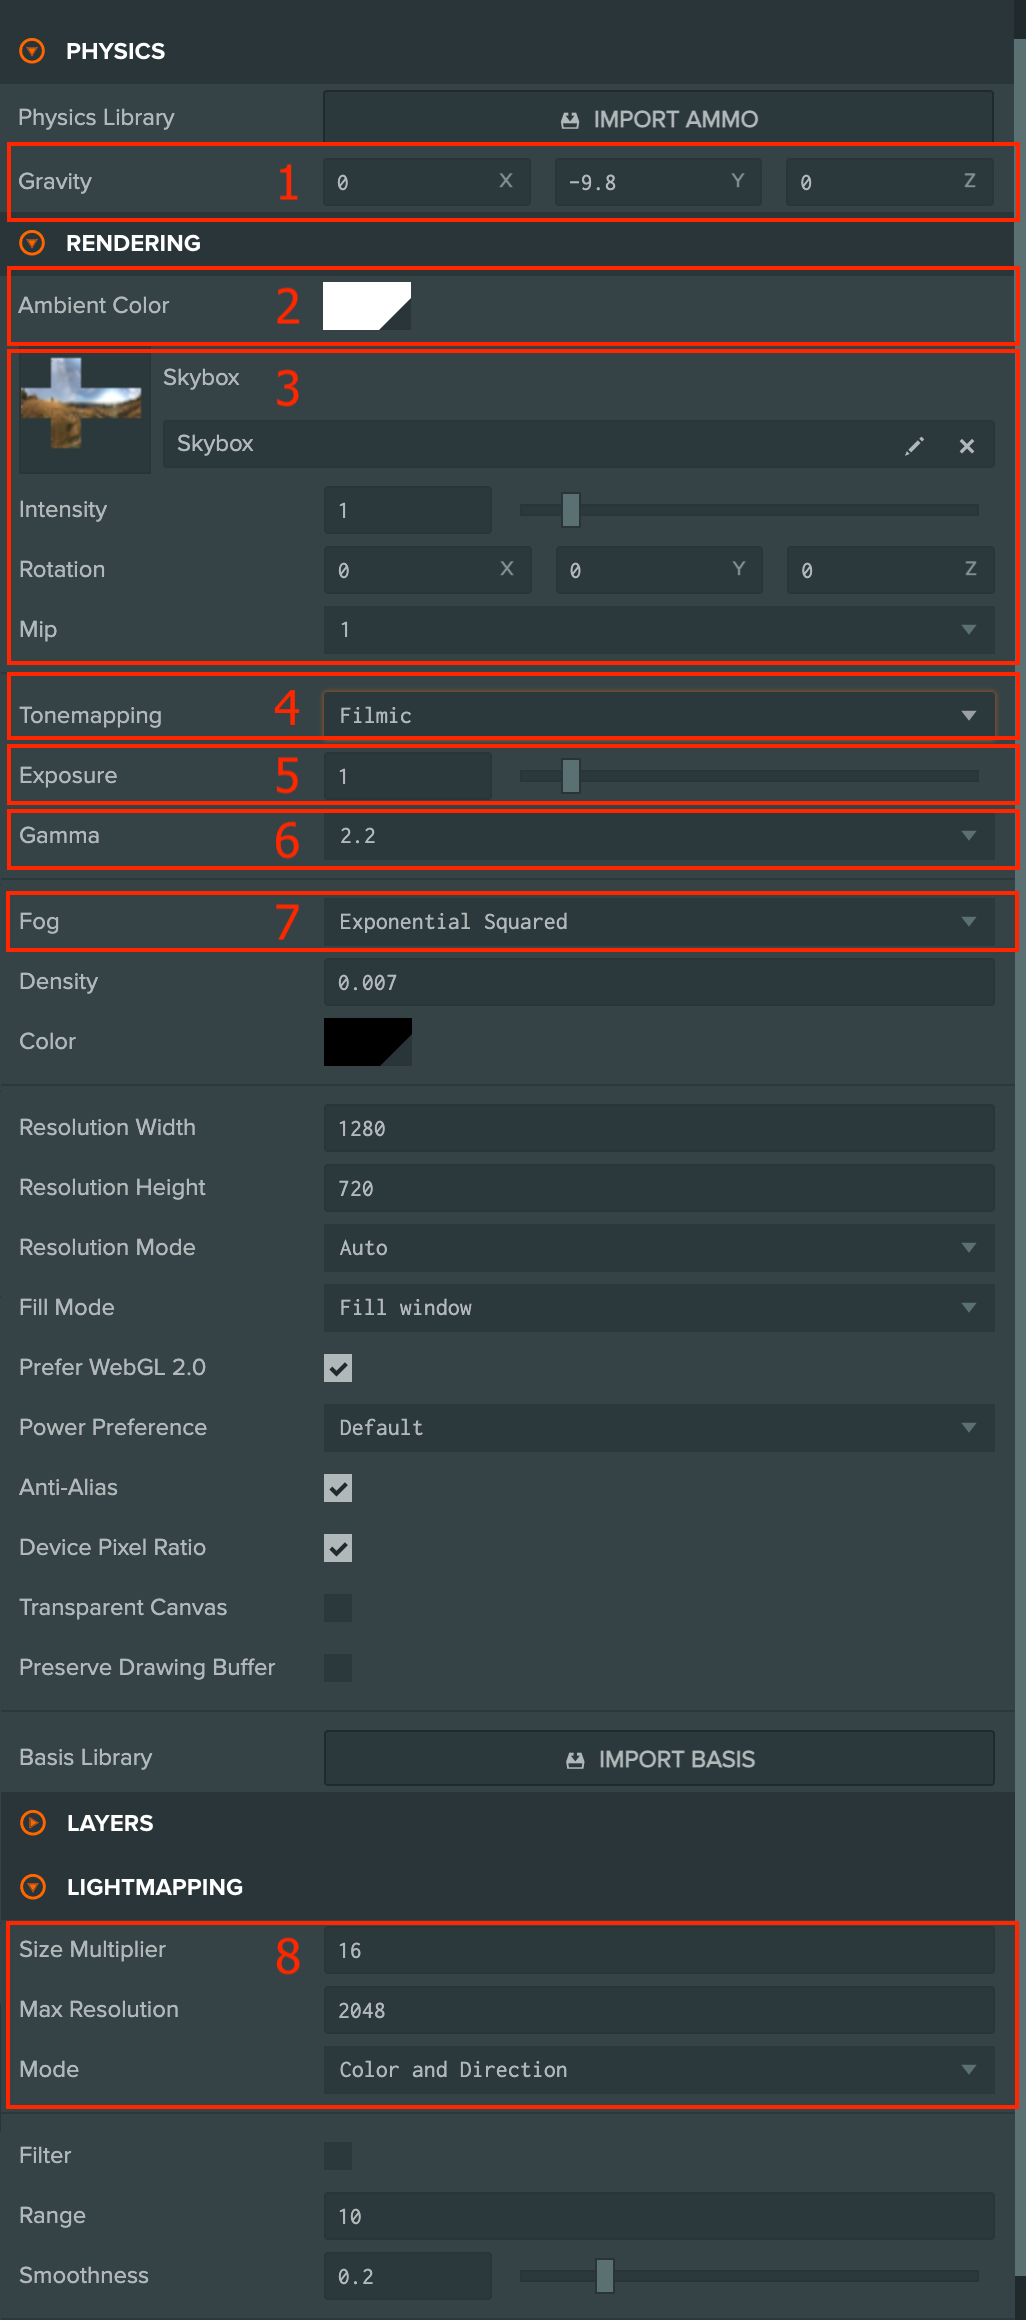 PHYSICS
Physics Library IMPORT AMMO
Gravity 1 0 X -9.8 Y 0 Z
RENDERING
Ambient Color 2
Skybox 3
Skybox
Intensity 1
Rotation 0 X 0 Y 0 Z
Mip 1
Tonemapping 4 Filmic
Exposure 5 1
Gamma 6 2.2
Fog 7 Exponential Squared
Density 0.007
Color
Resolution Width 1280
Resolution Height 720
Resolution Mode Auto
Fill Mode Fill window
Prefer WebGL 2.0
Power Preference Default
Anti-Alias
Device Pixel Ratio
Transparent Canvas
Preserve Drawing Buffer
Basis Library IMPORT BASIS
LAYERS
LIGHTMAPPING
Size Multiplier 8 16
Max Resolution 2048
Mode Color and Direction
Filter
Range 10
Smoothness 0.2